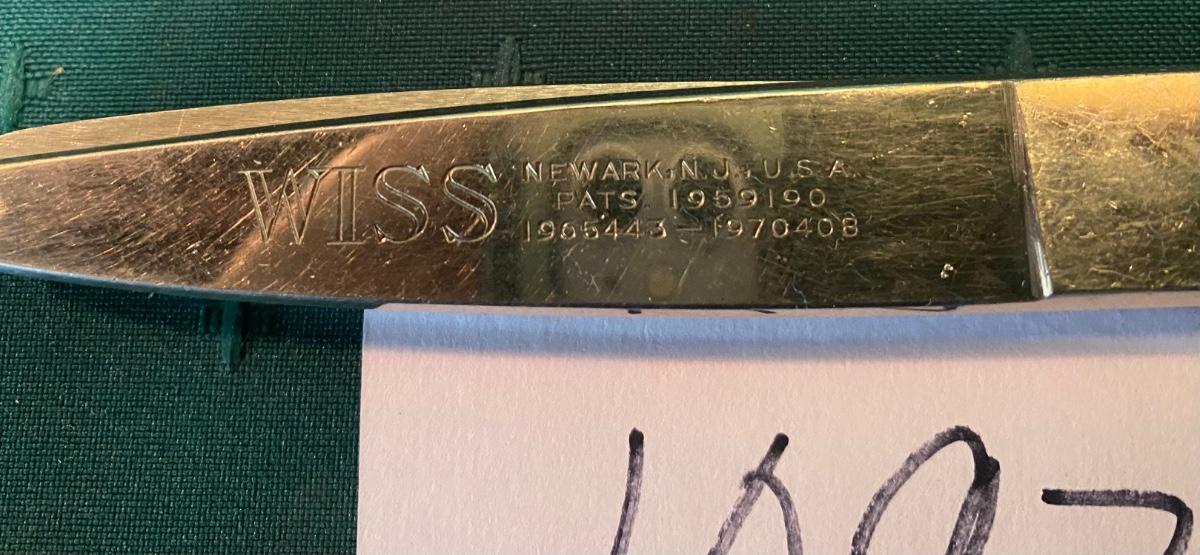 WISS
NEWARK, N.J. U.S.A.
PATS. 1959190
1965443–1970408